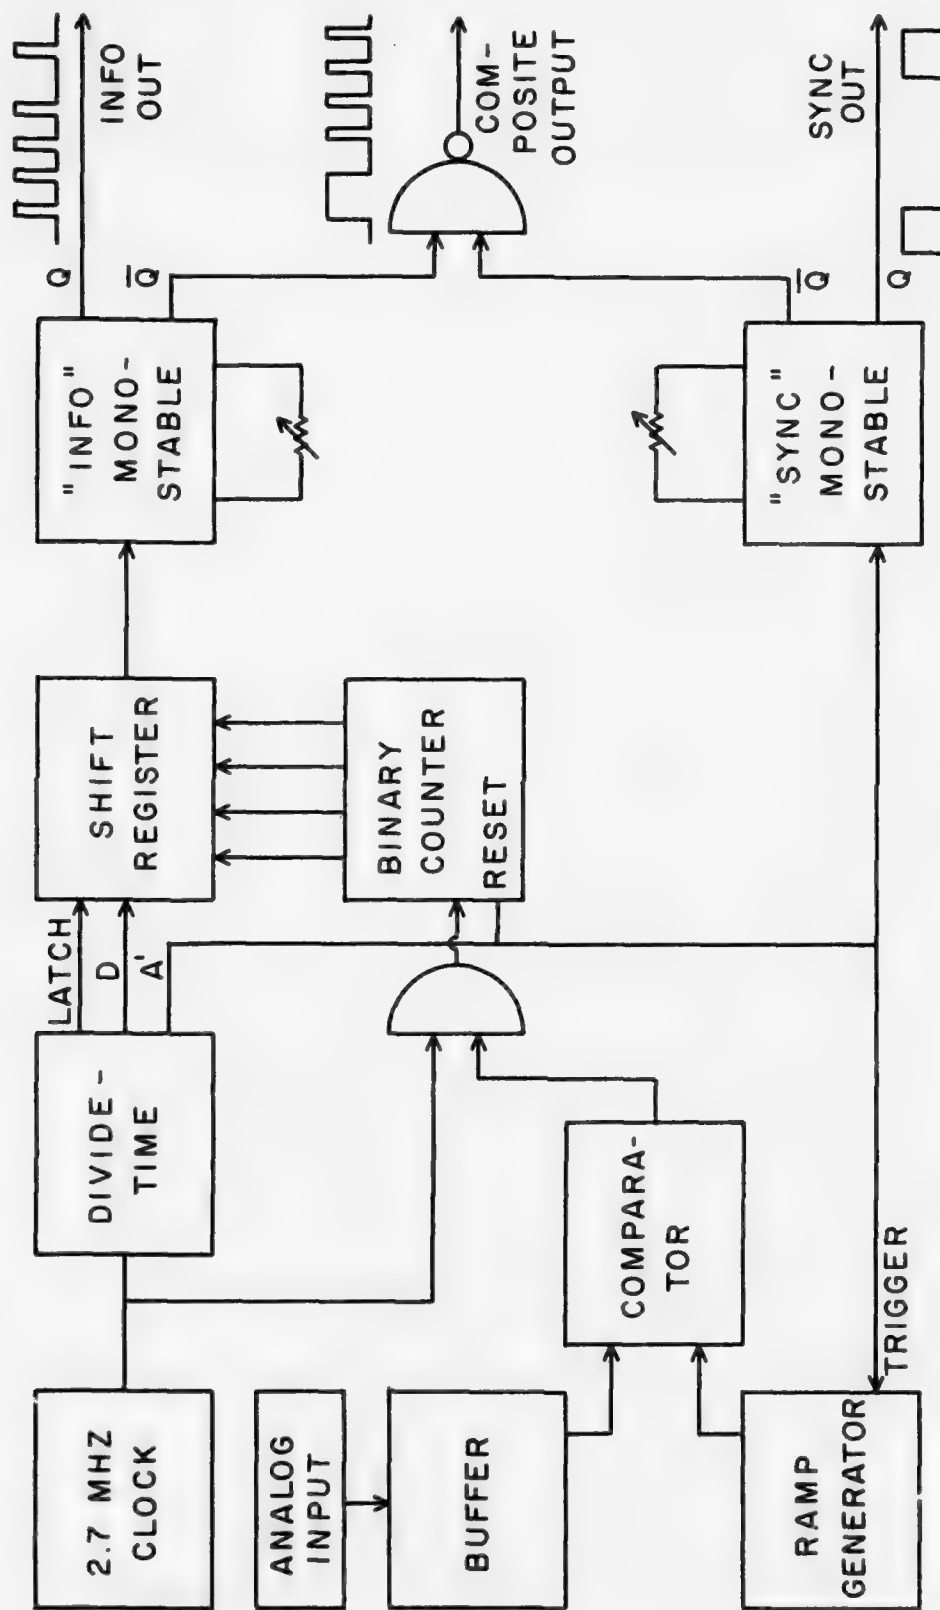 2.7 MHZ
CLOCK
DIVIDE-
TIME
LATCH
D
A'
SHIFT
REGISTER
"INFO"
MONO-
STABLE
Q
Q̅
INFO
OUT
ANALOG
INPUT
BUFFER
COMPARA-
TOR
BINARY
COUNTER
RESET
COM-
POSITE
OUTPUT
RAMP
GENERATOR
TRIGGER
"SYNC"
MONO-
STABLE
Q̅
Q
SYNC
OUT